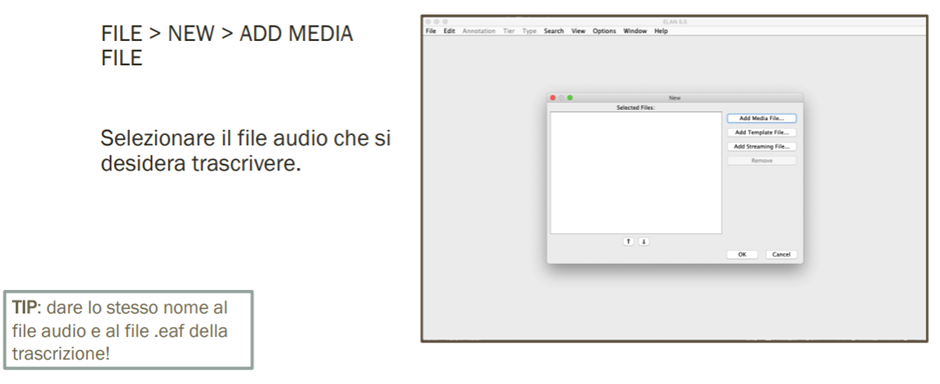 FILE > NEW > ADD MEDIA
FILE
Selezionare il file audio che si
desidera trascrivere.
TIP: dare lo stesso nome al
file audio e al file .eaf della
trascrizione!
ELAN 5.8
File Edit Annotation Tier Type Search View Options Window Help
New
Selected Files:
Add Media File...
Add Template File...
Add Streaming File...
Remove
OK Cancel